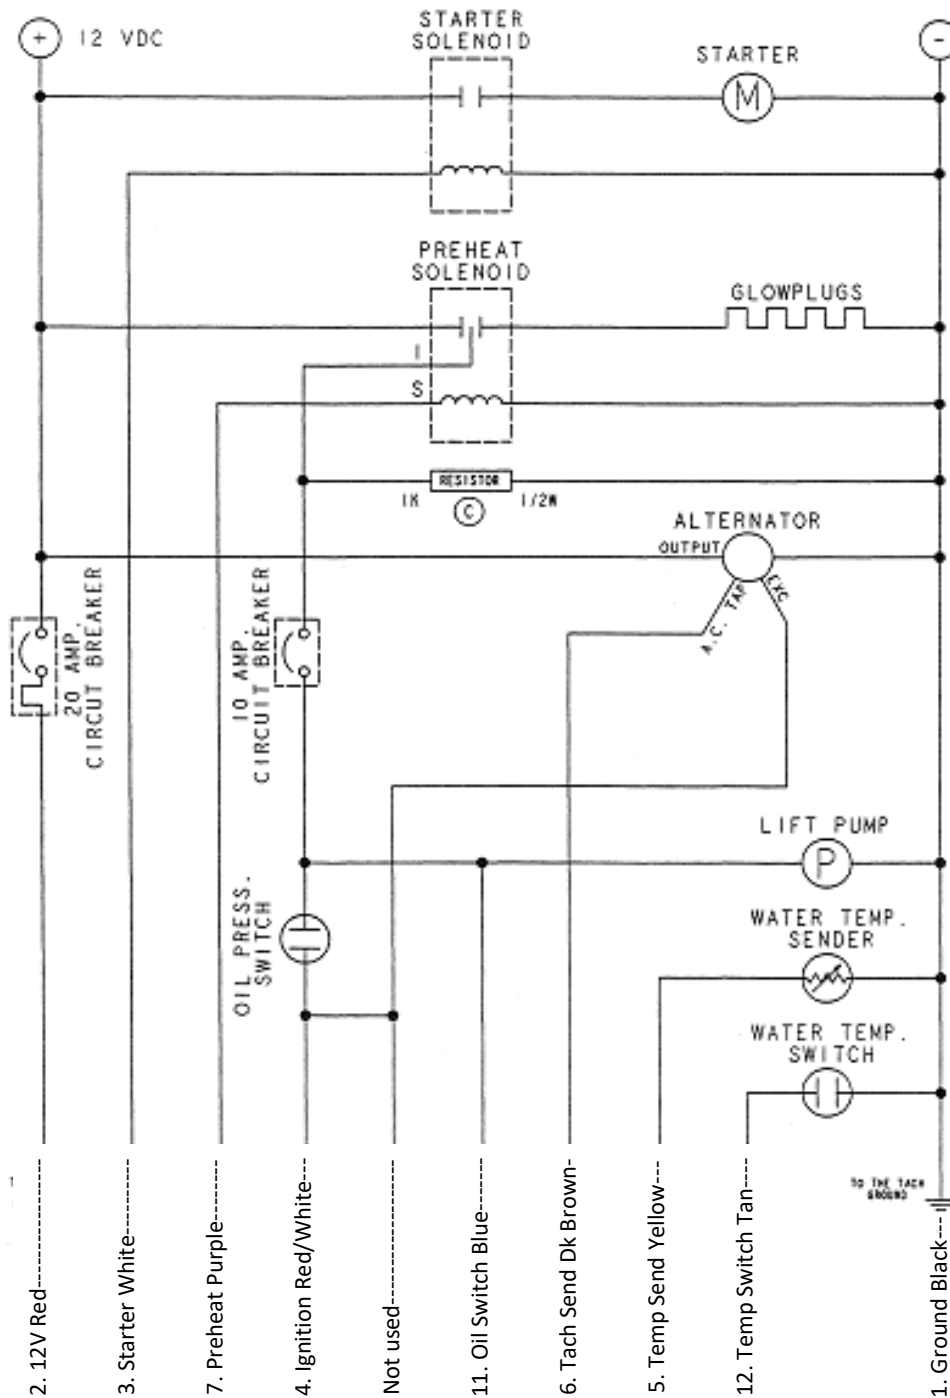 + 12 VDC
STARTER
SOLENOID
-
STARTER
M
PREHEAT
SOLENOID
GLOWPLUGS
I
S
RESISTOR
1K
C
1/2W
ALTERNATOR
OUTPUT
A.C. TAP
EXC
20 AMP.
CIRCUT BREAKER
10 AMP.
CIRCUIT BREAKER
LIFT PUMP
P
OIL PRESS.
SWITCH
WATER TEMP.
SENDER
WATER TEMP.
SWITCH
TO THE TACH
GROUND
2. 12V Red----------------
3. Starter White---------
7. Preheat Purple-------
4. Ignition Red/White---
Not used-----------------
11. Oil Switch Blue------
6. Tach Send Dk Brown-
5. Temp Send Yellow---
12. Temp Switch Tan----
1. Ground Black---